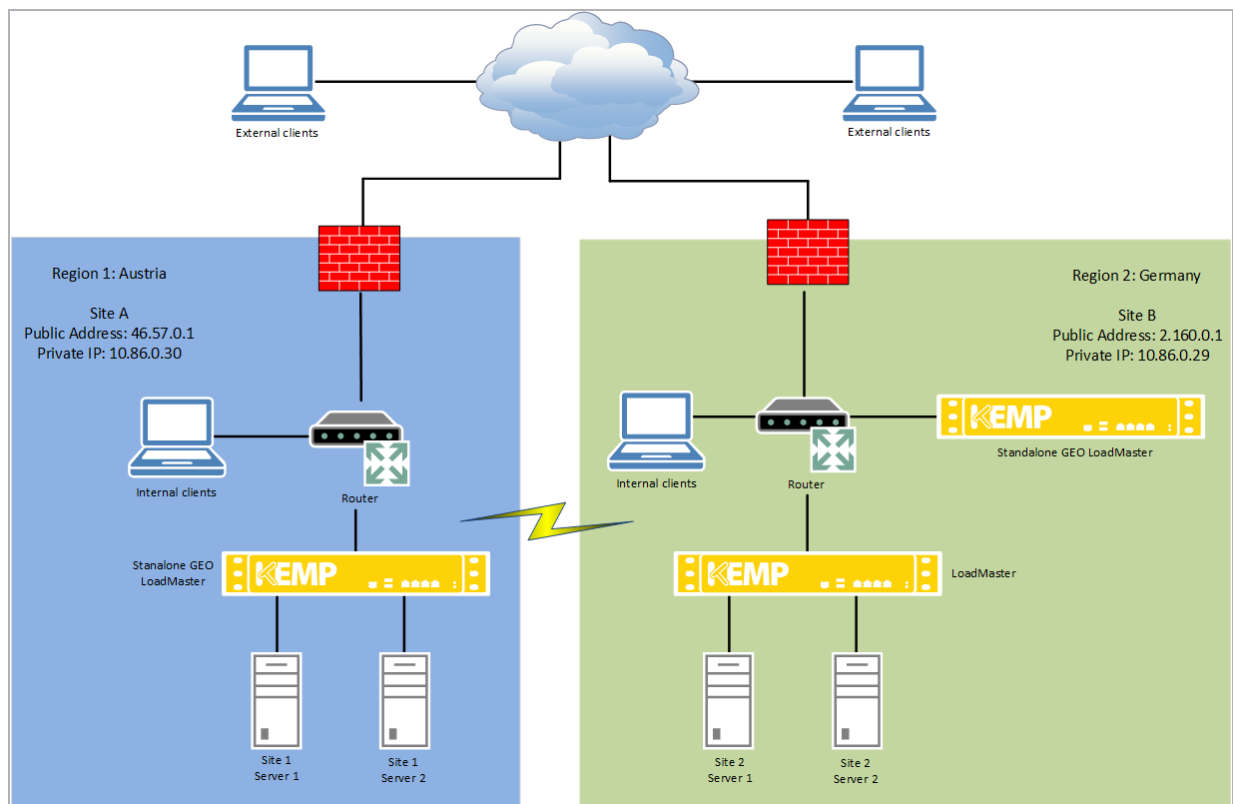 External clients
External clients
Region 1: Austria
Site A
Public Address: 46.57.0.1
Private IP: 10.86.0.30
Region 2: Germany
Site B
Public Address: 2.160.0.1
Private IP: 10.86.0.29
Internal clients
Router
Internal clients
Router
KEMP
Standalone GEO LoadMaster
Stanalone GEO
LoadMaster
KEMP
KEMP
LoadMaster
Site 1
Server 1
Site 1
Server 2
Site 2
Server 1
Site 2
Server 2